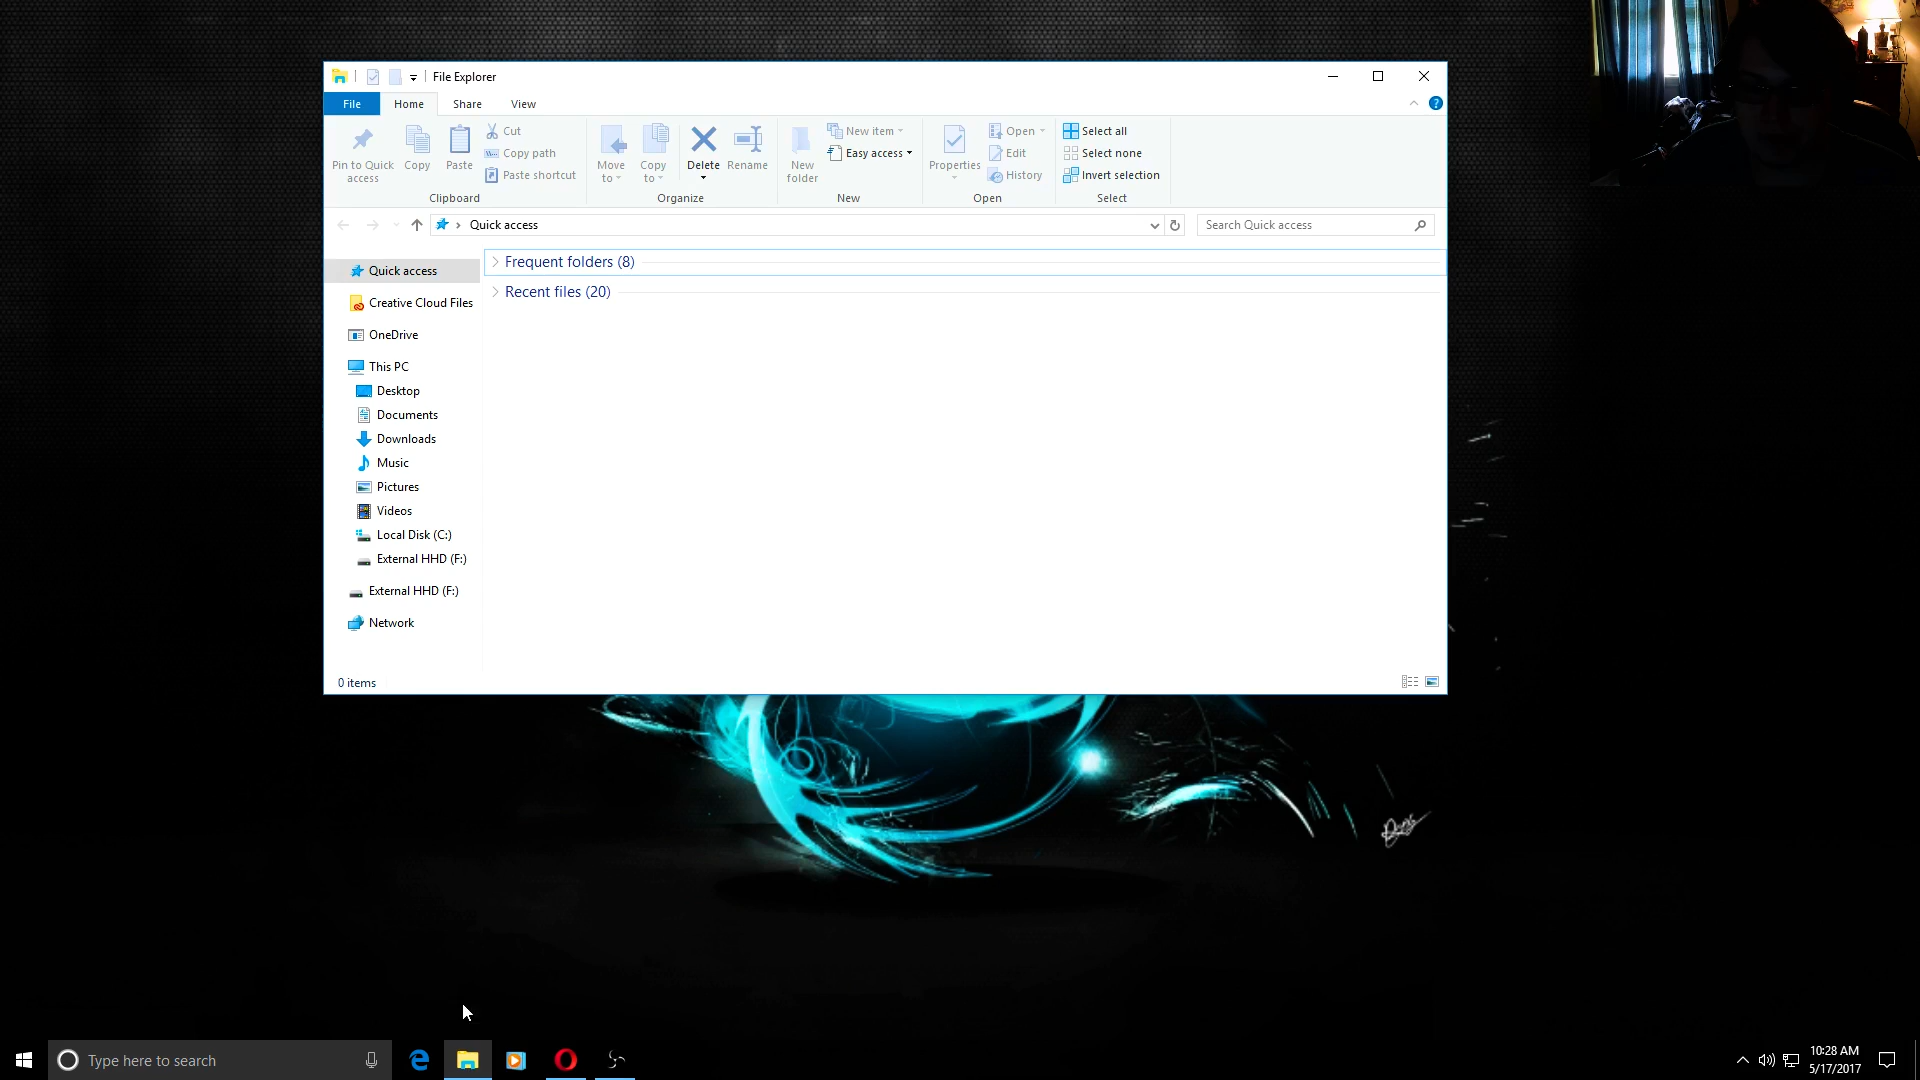 File Explorer
File Home Share View
Pin to Quick access
Copy
Paste
Cut
Copy path
Paste shortcut
Clipboard
Move to
Copy to
Delete
Rename
Organize
New folder
New item
Easy access
New
Properties
Open
Edit
History
Open
Select all
Select none
Invert selection
Select
Quick access
Search Quick access
Quick access
Creative Cloud Files
OneDrive
This PC
Desktop
Documents
Downloads
Music
Pictures
Videos
Local Disk (C:)
External HHD (F:)
External HHD (F:)
Network
Frequent folders (8)
Recent files (20)
0 items
Type here to search
10:28 AM
5/17/2017